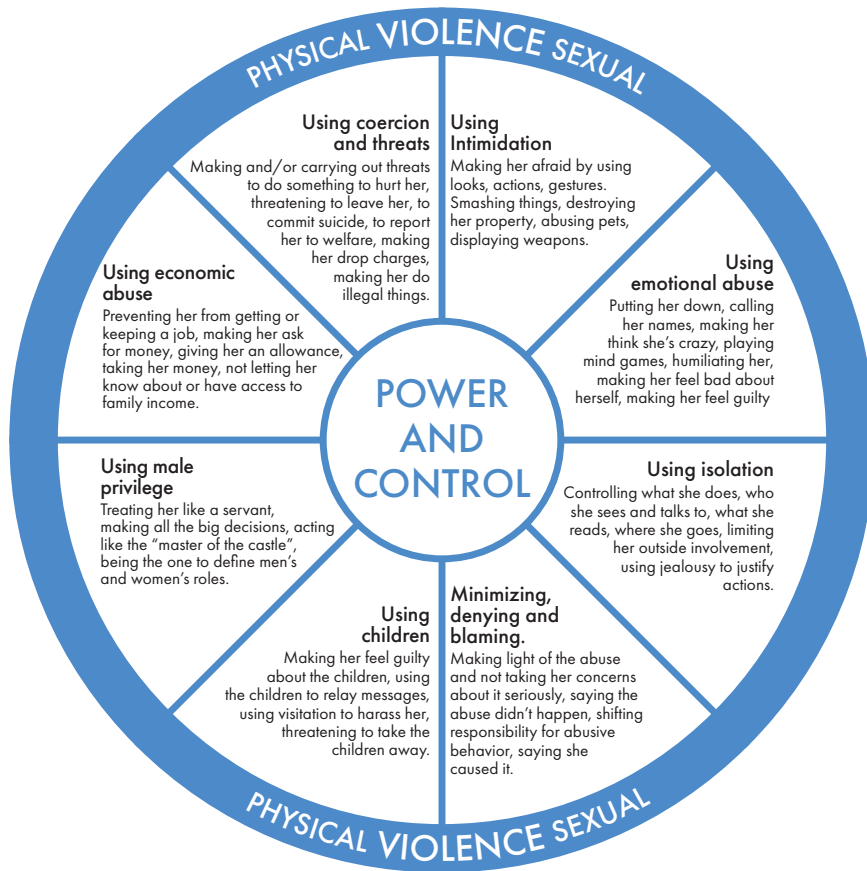 PHYSICAL VIOLENCE SEXUAL
Using coercion
and threats
Making and/or carrying out threats
to do something to hurt her,
threatening to leave her, to
commit suicide, to report
her to welfare, making
her drop charges,
making her do
illegal things.
Using
Intimidation
Making her afraid by using
looks, actions, gestures.
Smashing things, destroying
her property, abusing pets,
displaying weapons.
Using
emotional abuse
Putting her down, calling
her names, making her
think she's crazy, playing
mind games, humiliating her,
making her feel bad about
herself, making her feel guilty
Using isolation
Controlling what she does, who
she sees and talks to, what she
reads, where she goes, limiting
her outside involvement,
using jealousy to justify
actions.
Minimizing,
denying and
blaming.
Making light of the abuse
and not taking her concerns
about it seriously, saying the
abuse didn't happen, shifting
responsibility for abusive
behavior, saying she
caused it.
Using
children
Making her feel guilty
about the children, using
the children to relay messages,
using visitation to harass her,
threatening to take the
children away.
Using male
privilege
Treating her like a servant,
making all the big decisions, acting
like the “master of the castle”,
being the one to define men's
and women's roles.
Using economic
abuse
Preventing her from getting or
keeping a job, making her ask
for money, giving her an allowance,
taking her money, not letting her
know about or have access to
family income.
POWER
AND
CONTROL
PHYSICAL VIOLENCE SEXUAL